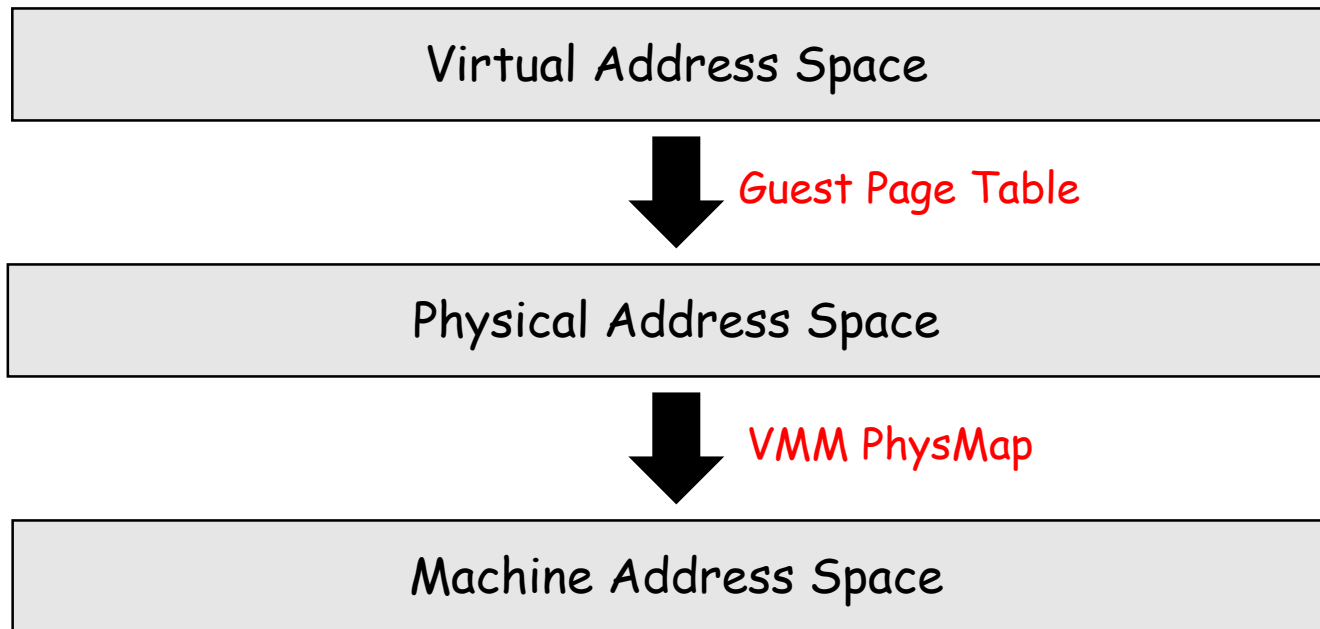 Virtual Address Space
Guest Page Table
Physical Address Space
VMM PhysMap
Machine Address Space